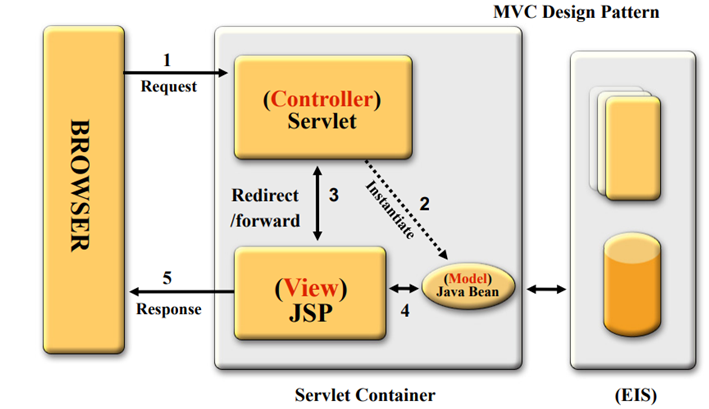 MVC Design Pattern
BROWSER
1
Request
(Controller)
Servlet
Redirect
/forward
3
2
Instantiate
(View)
JSP
4
(Model)
Java Bean
5
Response
Servlet Container
(EIS)